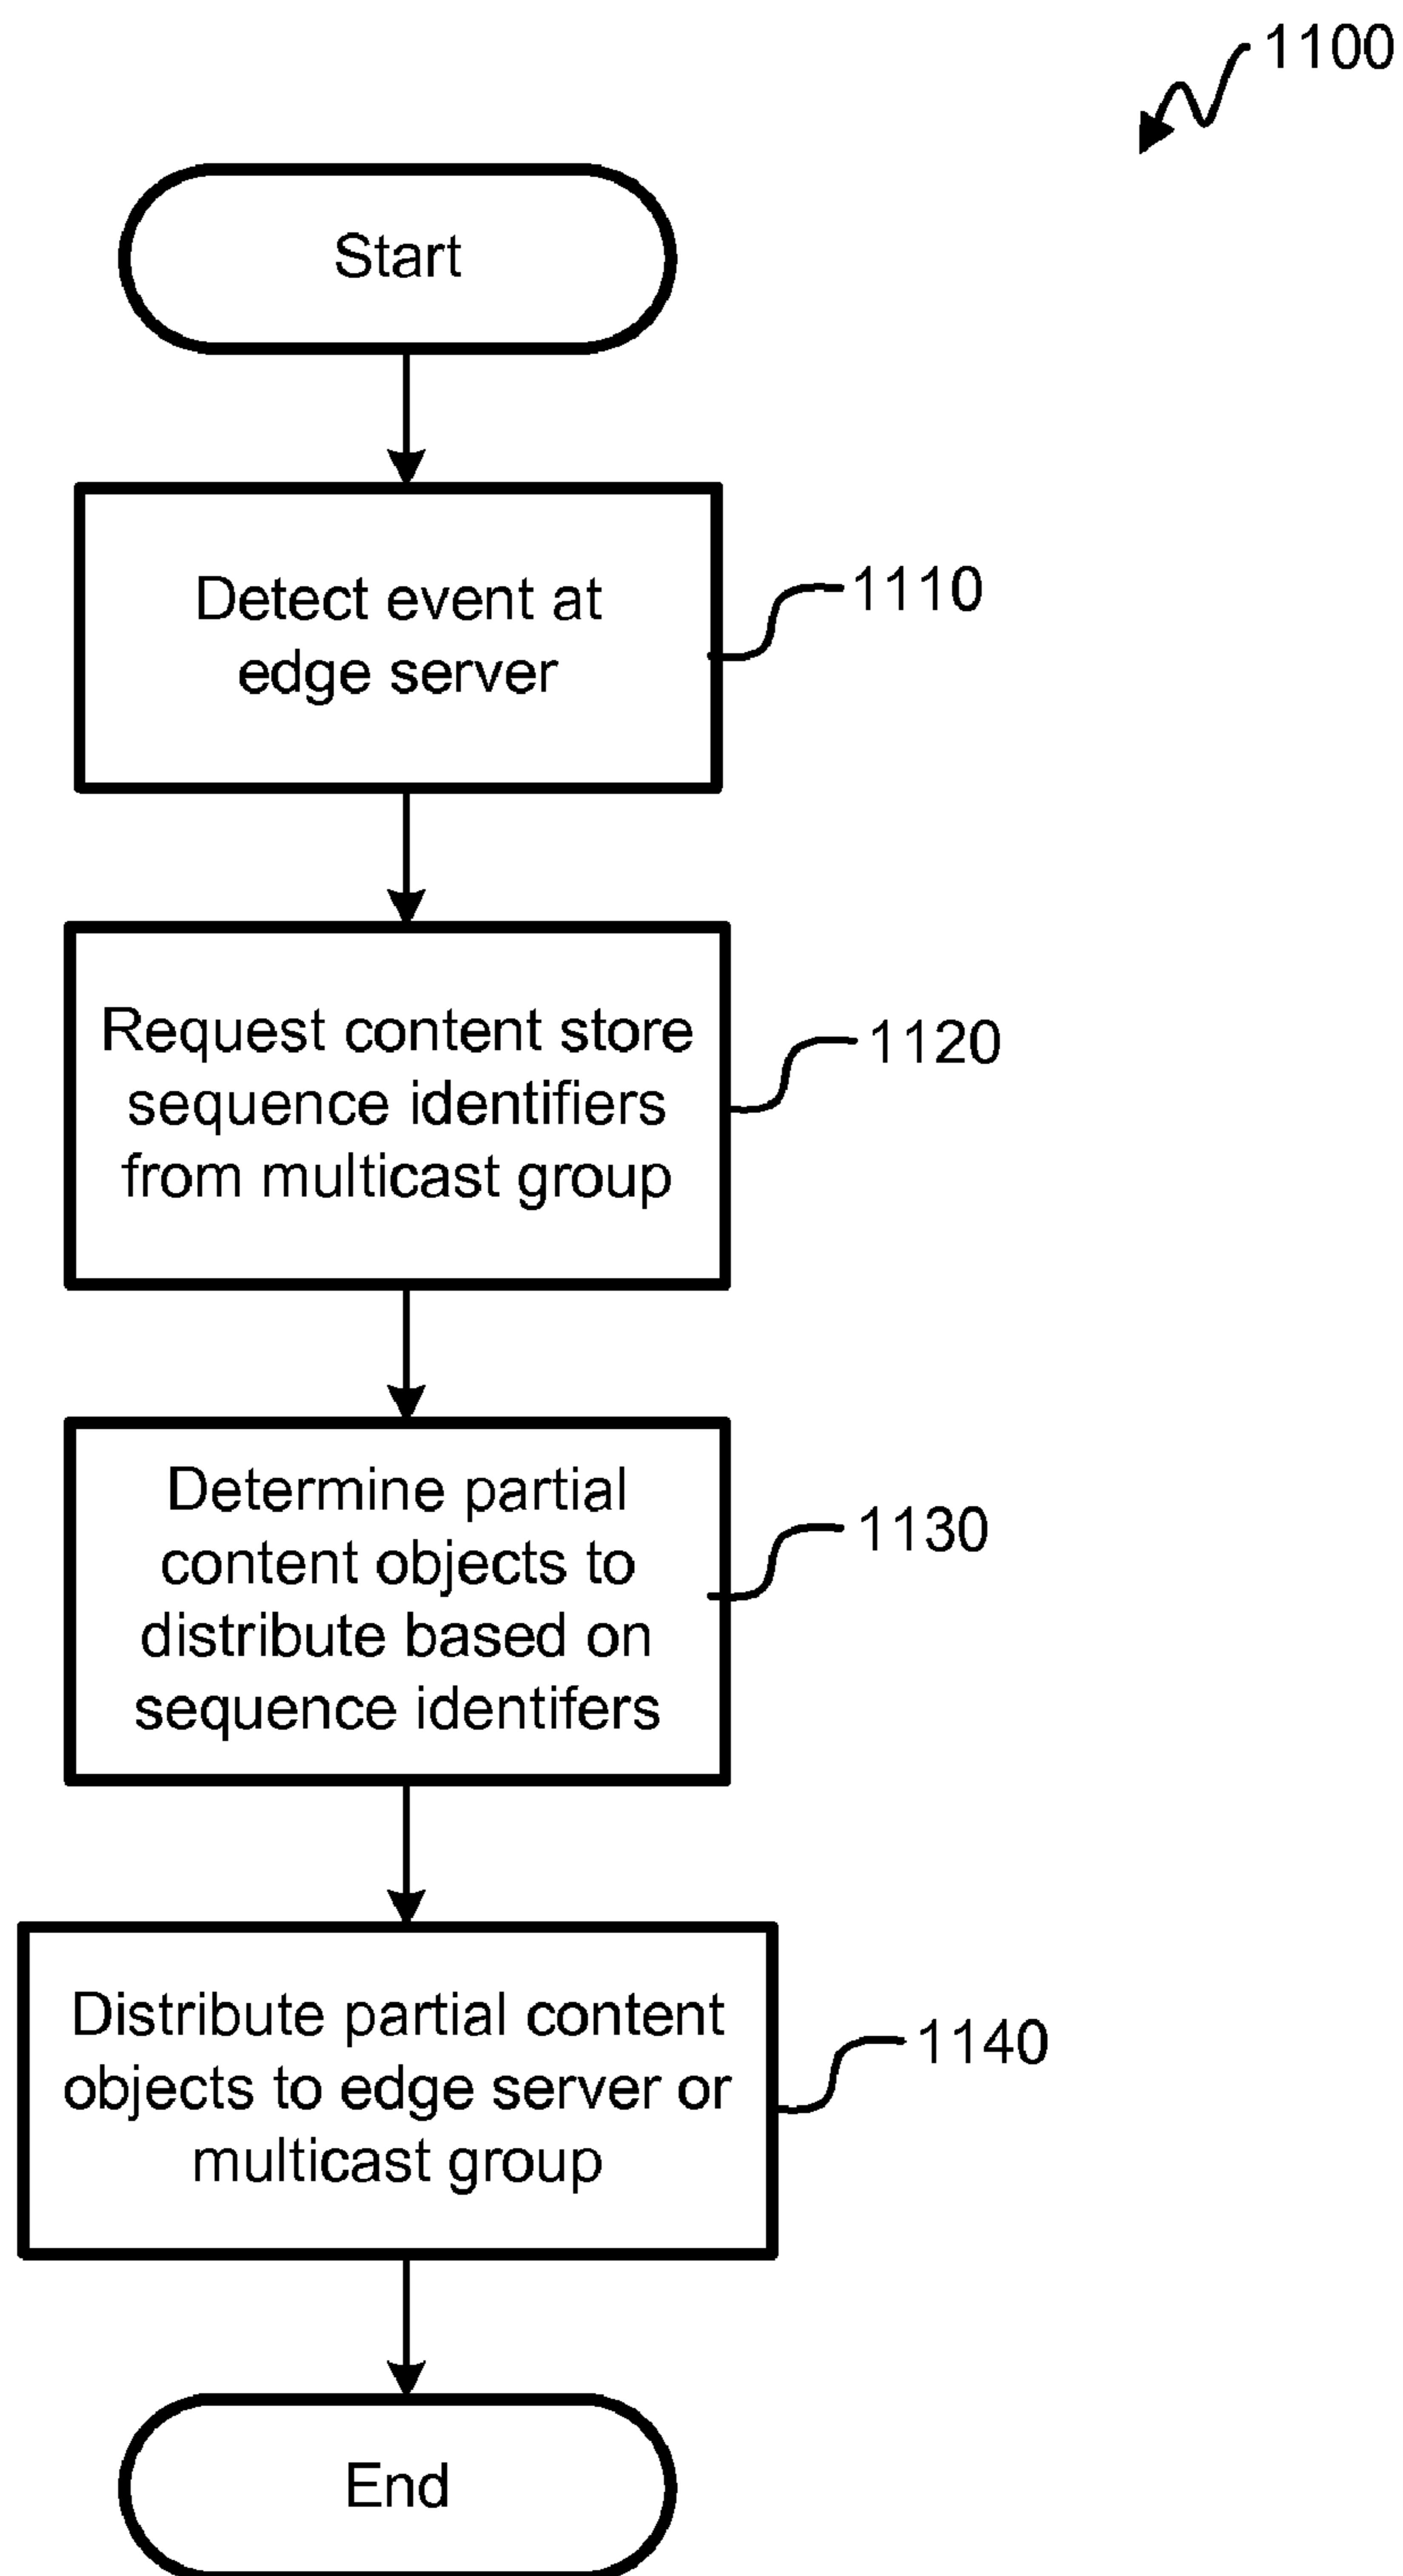 1100
Start
Detect event at
edge server
1110
Request content store
sequence identifiers
from multicast group
1120
Determine partial
content objects to
distribute based on
sequence identifers
1130
Distribute partial content
objects to edge server or
multicast group
1140
End